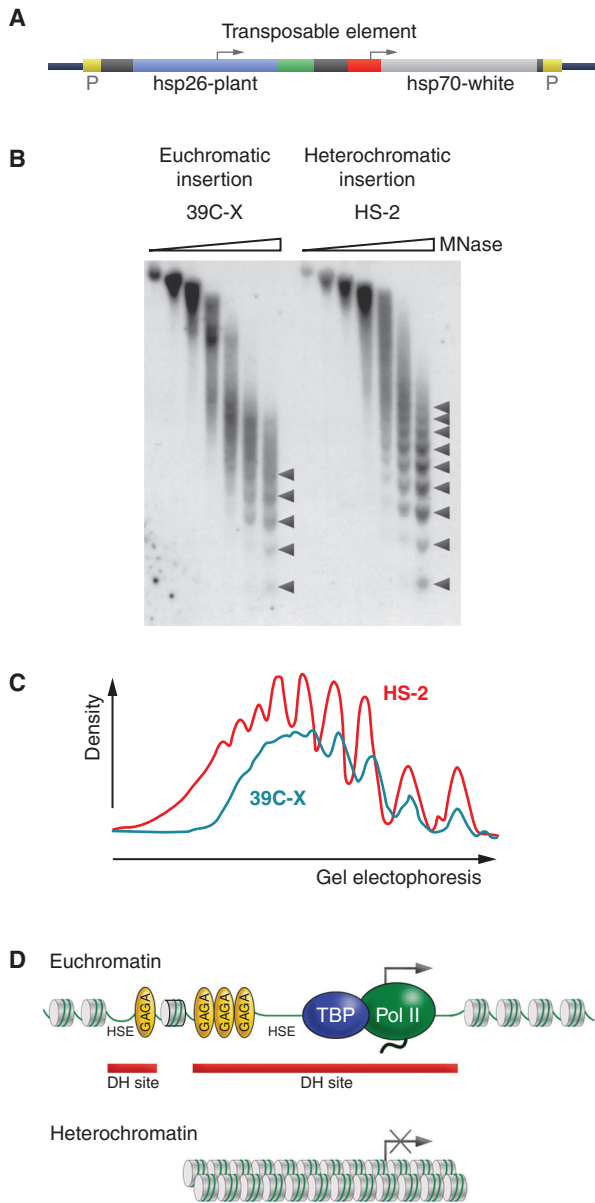 A
Transposable element
P
hsp26-plant
hsp70-white
P
B
Euchromatic
insertion
39C-X
Heterochromatic
insertion
HS-2
MNase
C
Density
HS-2
39C-X
Gel electophoresis
D
Euchromatin
HSE
GAGA
GAGA
GAGA
GAGA
HSE
TBP
Pol II
DH site
DH site
Heterochromatin